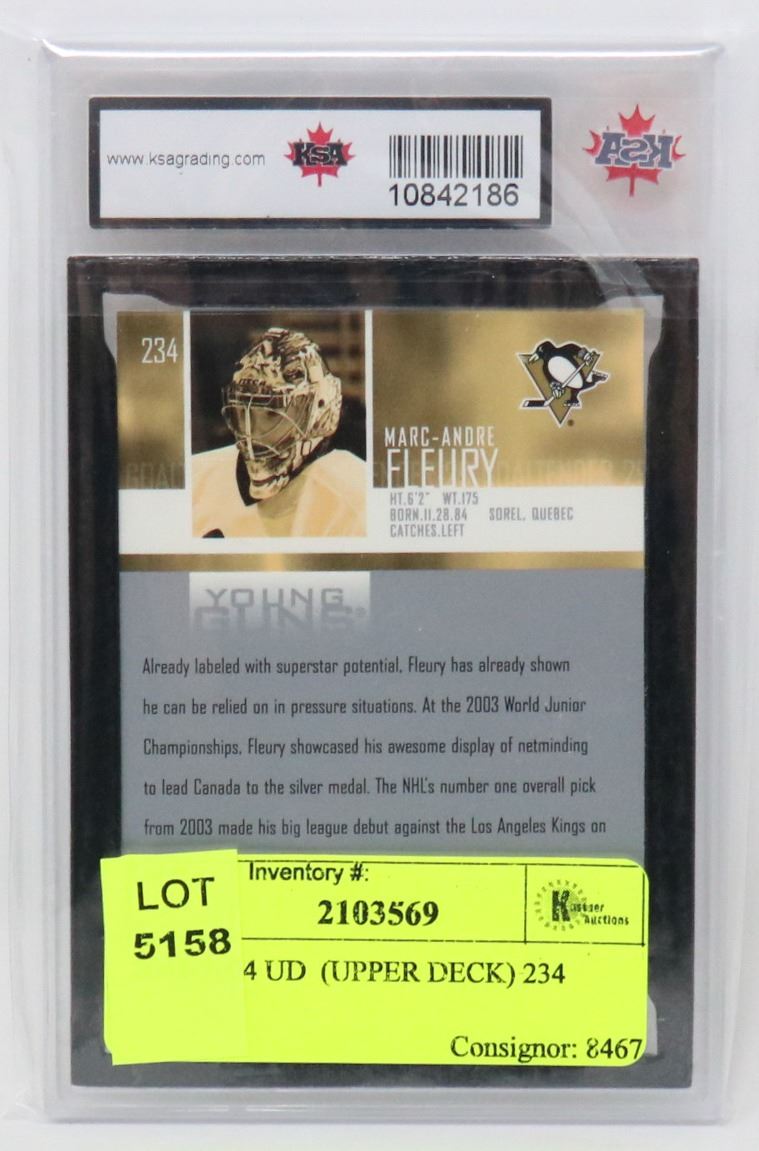 www.ksagrading.com
KSA
10842186
KSA
234
MARC-ANDRE
FLEURY
HT.6'2" WT.175
BORN.11.28.84 SOREL, QUEBEC
CATCHES.LEFT
YOUNG
GUNS®
Already labeled with superstar potential, Fleury has already shown
he can be relied on in pressure situations. At the 2003 World Junior
Championships, Fleury showcased his awesome display of netminding
to lead Canada to the silver medal. The NHL's number one overall pick
from 2003 made his big league debut against the Los Angeles Kings on
LOT
5158
Inventory #:
2103569
Kastner
Auctions
4 UD (UPPER DECK) 234
Consignor: 8467